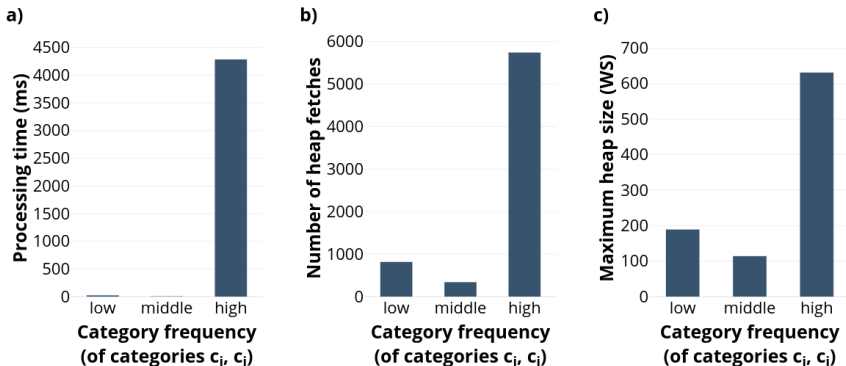 a)
Processing time (ms)
4500
4000
3500
3000
2500
2000
1500
1000
500
0
low middle high
Category frequency
(of categories ci, cj)
b)
Number of heap fetches
6000
5000
4000
3000
2000
1000
0
low middle high
Category frequency
(of categories ci, cj)
c)
Maximum heap size (WS)
700
600
500
400
300
200
100
0
low middle high
Category frequency
(of categories ci, cj)